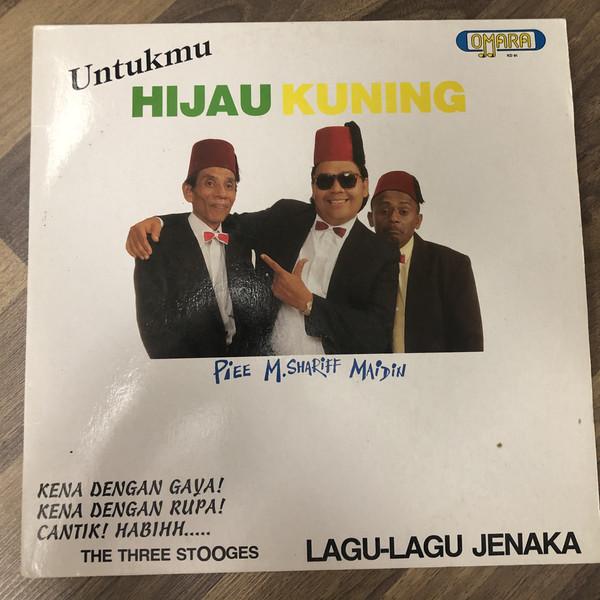 Untukmu
OMARA
HIJAU KUNING
PIEE M. SHARIFF MAIDIN
KENA DENGAN GAYA!
KENA DENGAN RUPA!
CANTIK! HABIHH.....
THE THREE STOOGES
LAGU-LAGU JENAKA